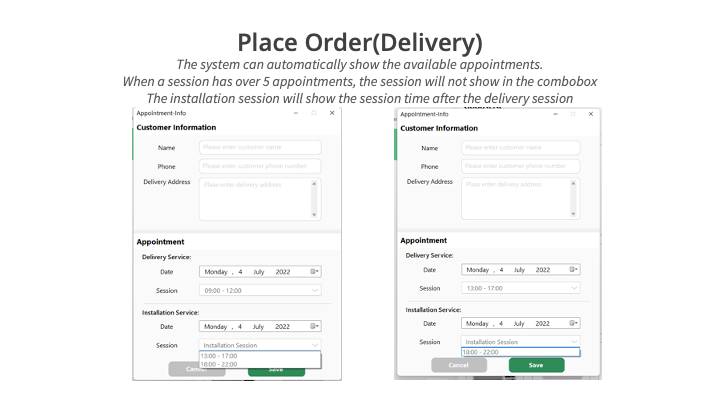 Place Order(Delivery)
The system can automatically show the available appointments.
When a session has over 5 appointments, the session will not show in the combobox
The installation session will show the session time after the delivery session
Appointment-Info
Customer Information
Name Please enter customer name
Phone Please enter customer phone number
Delivery Address Plese enter delivery address
Appointment
Delivery Service:
Date Monday , 4 July 2022
Session 09:00 - 12:00
Installation Service:
Date Monday , 4 July 2022
Session Installation Session
13:00 - 17:00
18:00 - 22:00
Save
Appointment-Info
Customer Information
Name Please enter customer name
Phone Please enter customer phone number
Delivery Address Plese enter delivery address
Appointment
Delivery Service:
Date Monday , 4 July 2022
Session 13:00 - 17:00
Installation Service:
Date Monday , 4 July 2022
Session Installation Session
18:00 - 22:00
Cancel Save